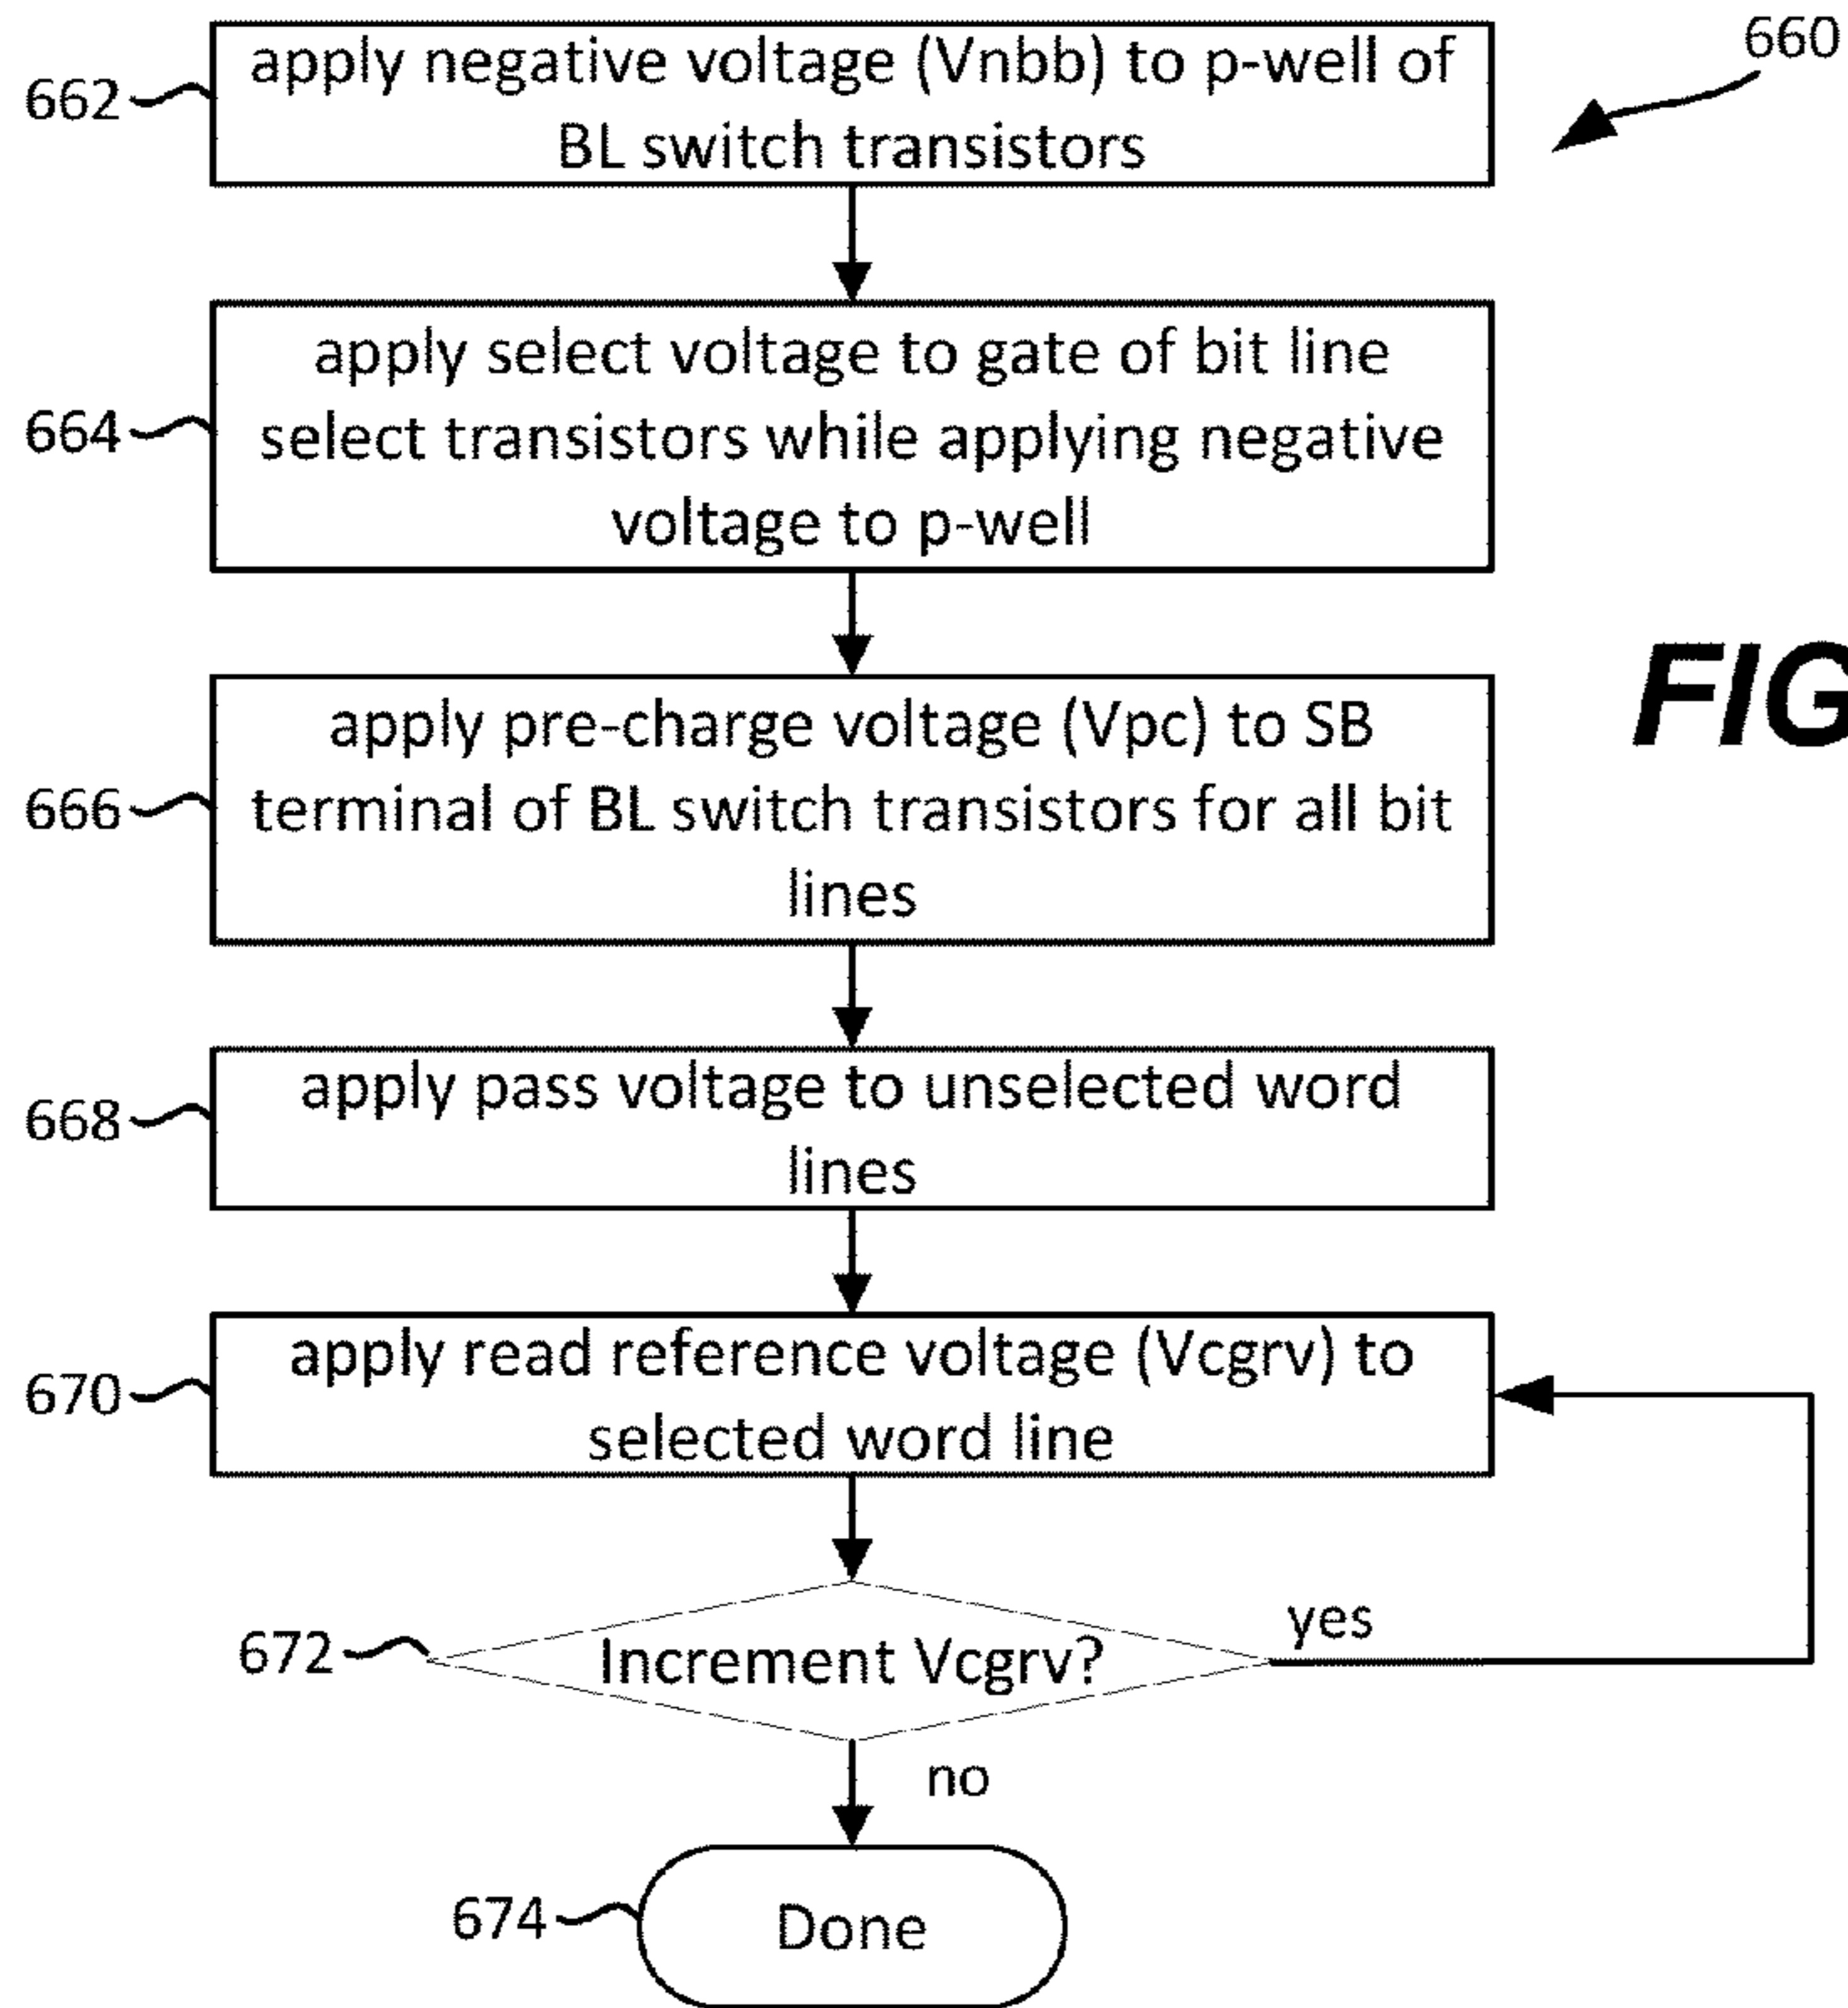 660
662
apply negative voltage (Vnbb) to p-well of
BL switch transistors
664
apply select voltage to gate of bit line
select transistors while applying negative
voltage to p-well
FIG
666
apply pre-charge voltage (Vpc) to SB
terminal of BL switch transistors for all bit
lines
668
apply pass voltage to unselected word
lines
670
apply read reference voltage (Vcgrv) to
selected word line
672
Increment Vcgrv?
yes
no
674
Done